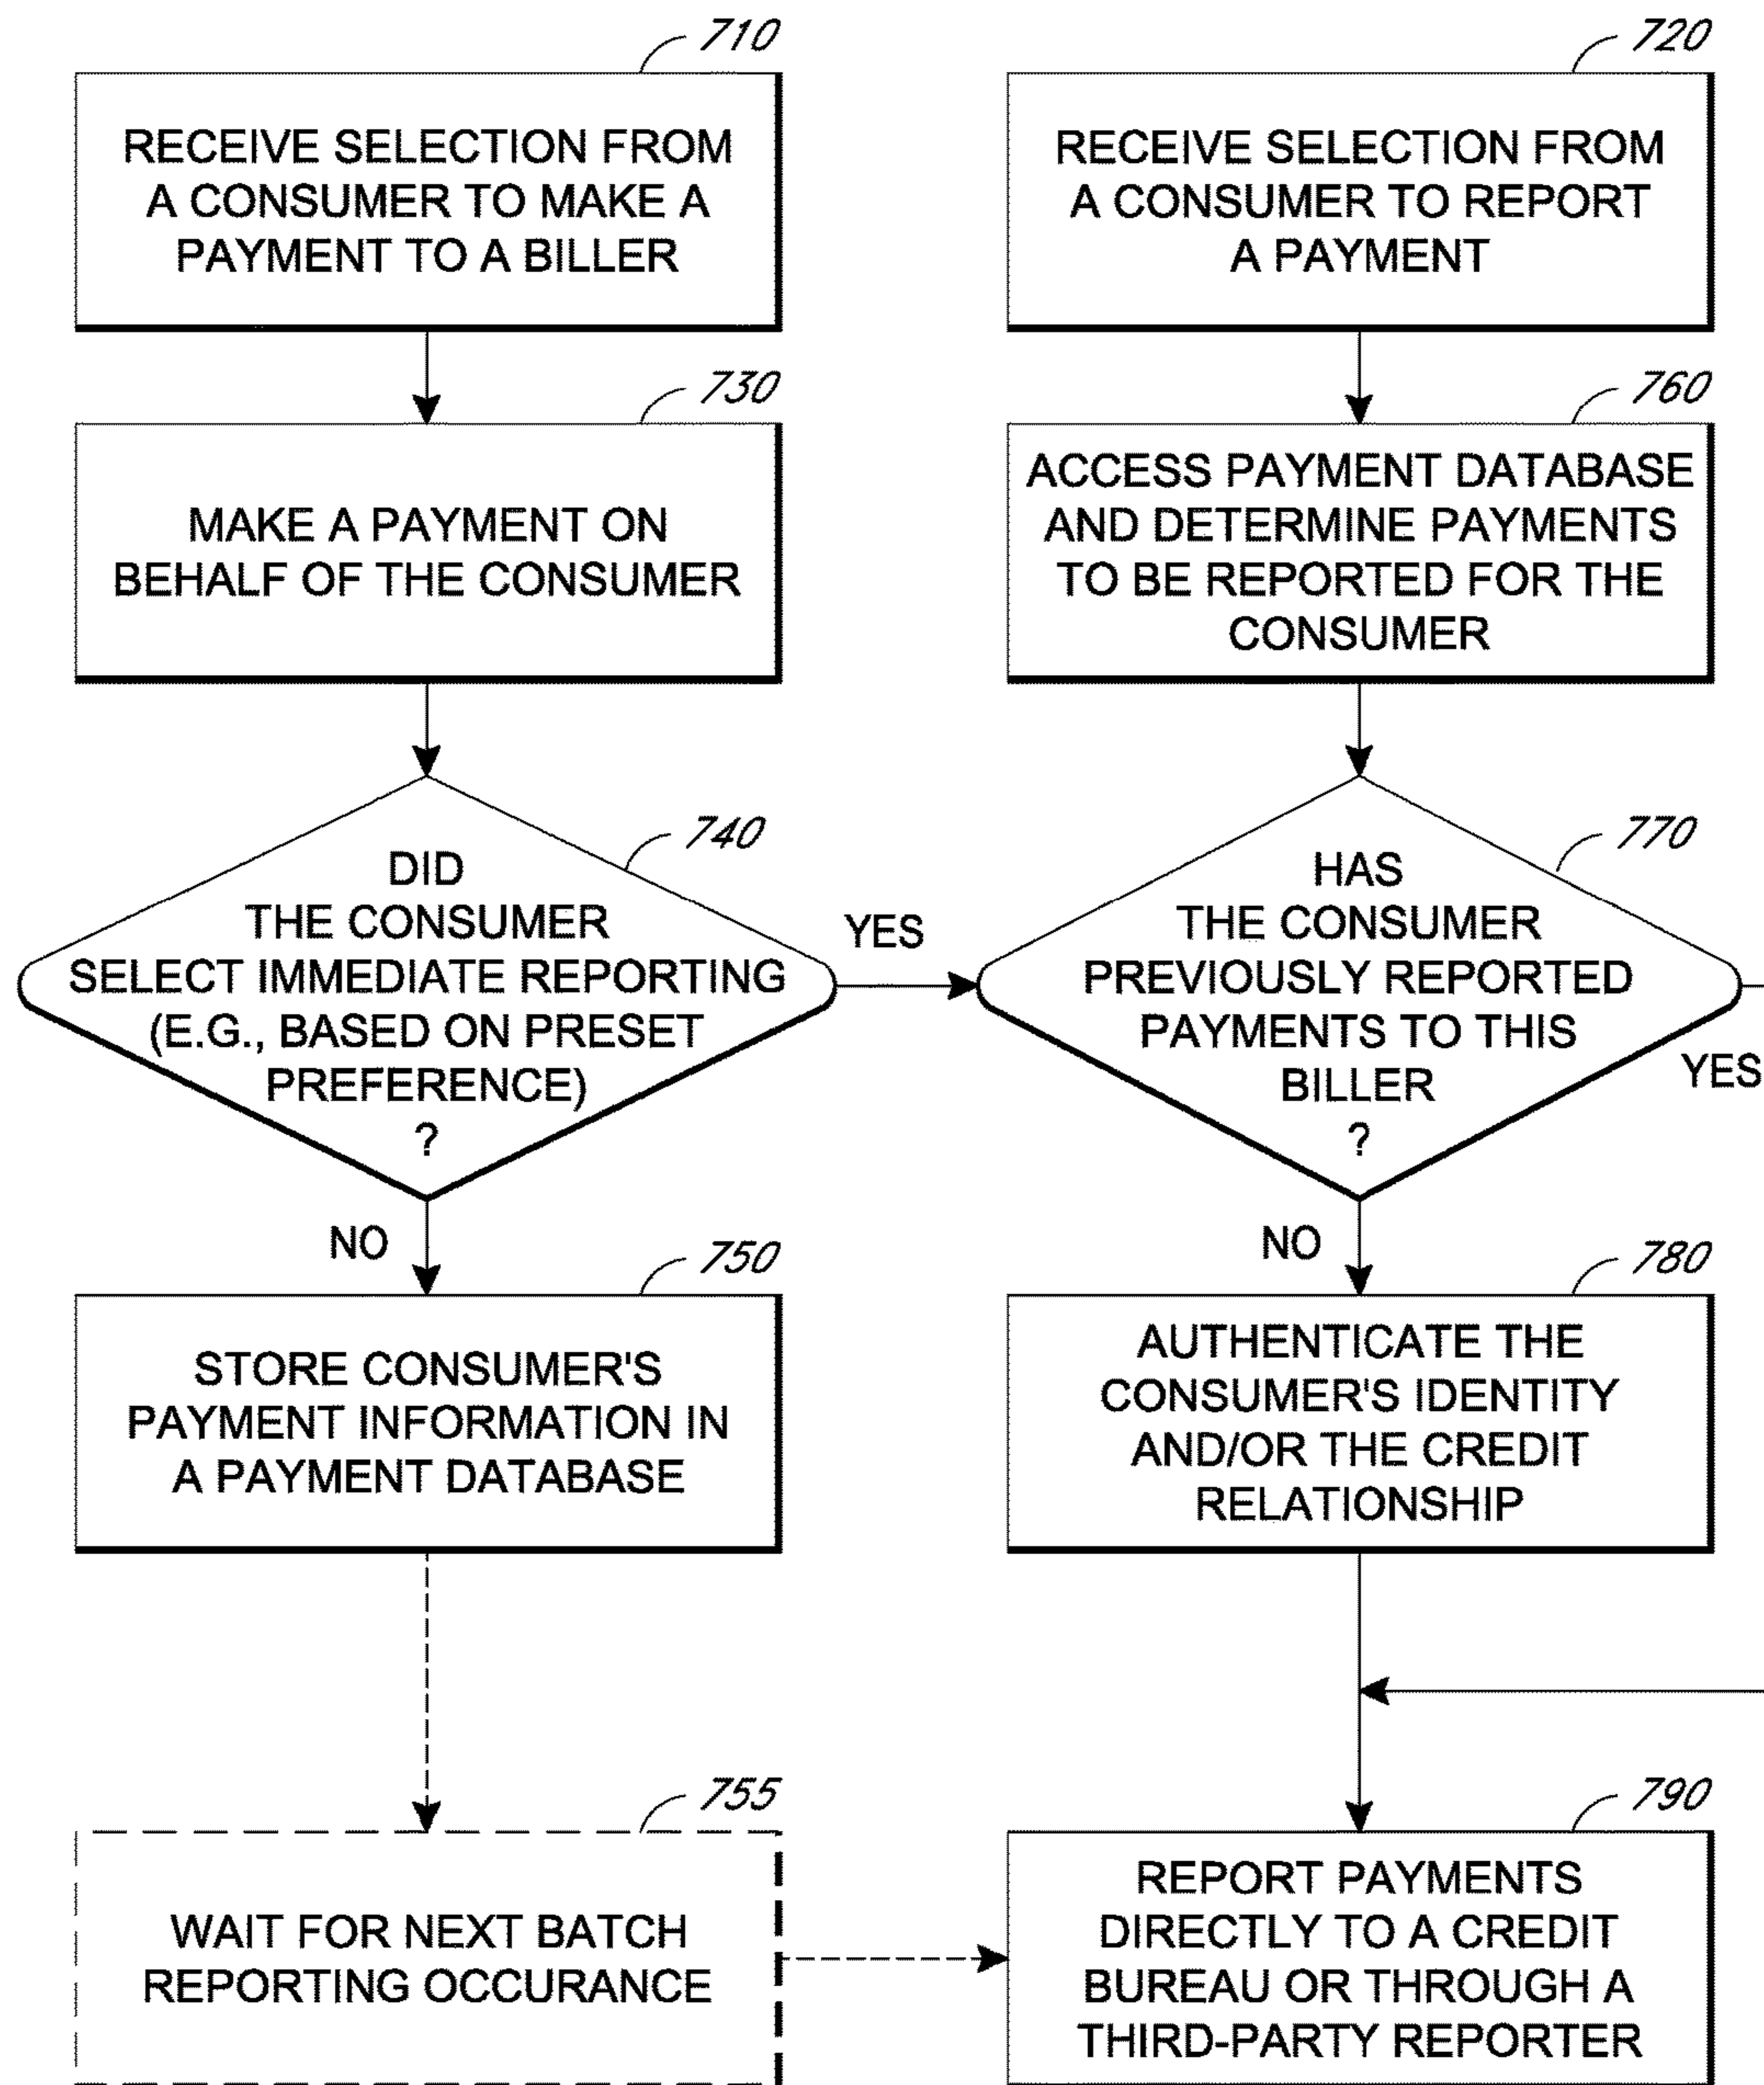 710
RECEIVE SELECTION FROM
A CONSUMER TO MAKE A
PAYMENT TO A BILLER
720
RECEIVE SELECTION FROM
A CONSUMER TO REPORT
A PAYMENT
730
MAKE A PAYMENT ON
BEHALF OF THE CONSUMER
760
ACCESS PAYMENT DATABASE
AND DETERMINE PAYMENTS
TO BE REPORTED FOR THE
CONSUMER
740
DID
THE CONSUMER
SELECT IMMEDIATE REPORTING
(E.G., BASED ON PRESET
PREFERENCE)
?
YES
770
HAS
THE CONSUMER
PREVIOUSLY REPORTED
PAYMENTS TO THIS
BILLER
?
YES
NO
750
STORE CONSUMER'S
PAYMENT INFORMATION IN
A PAYMENT DATABASE
NO
780
AUTHENTICATE THE
CONSUMER'S IDENTITY
AND/OR THE CREDIT
RELATIONSHIP
755
WAIT FOR NEXT BATCH
REPORTING OCCURANCE
790
REPORT PAYMENTS
DIRECTLY TO A CREDIT
BUREAU OR THROUGH A
THIRD-PARTY REPORTER